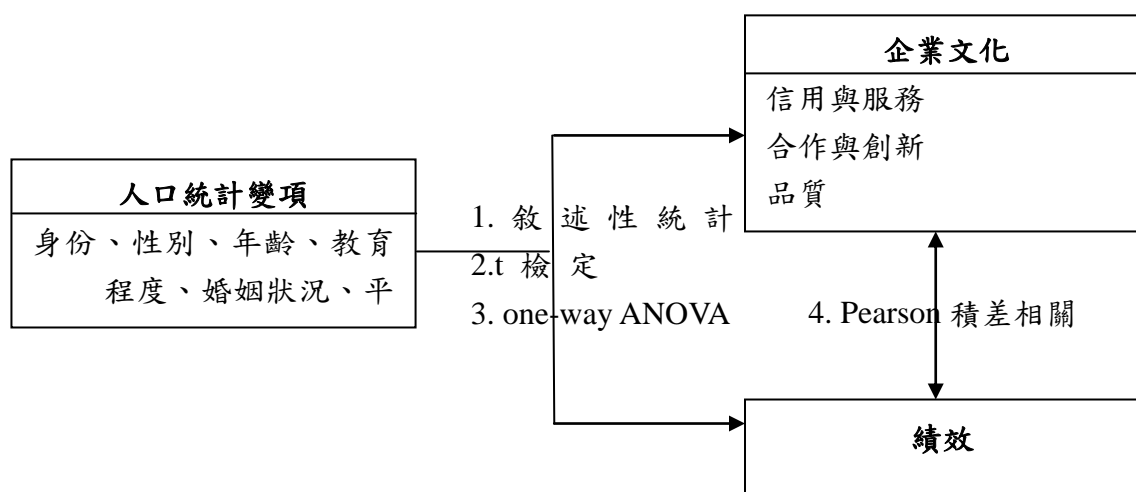 企業文化
信用與服務
合作與創新
品質
人口統計變項
身份、性別、年齡、教育
程度、婚姻狀況、平
1. 敘述性統計
2.t 檢定
3. one-way ANOVA
4. Pearson 積差相關
績效